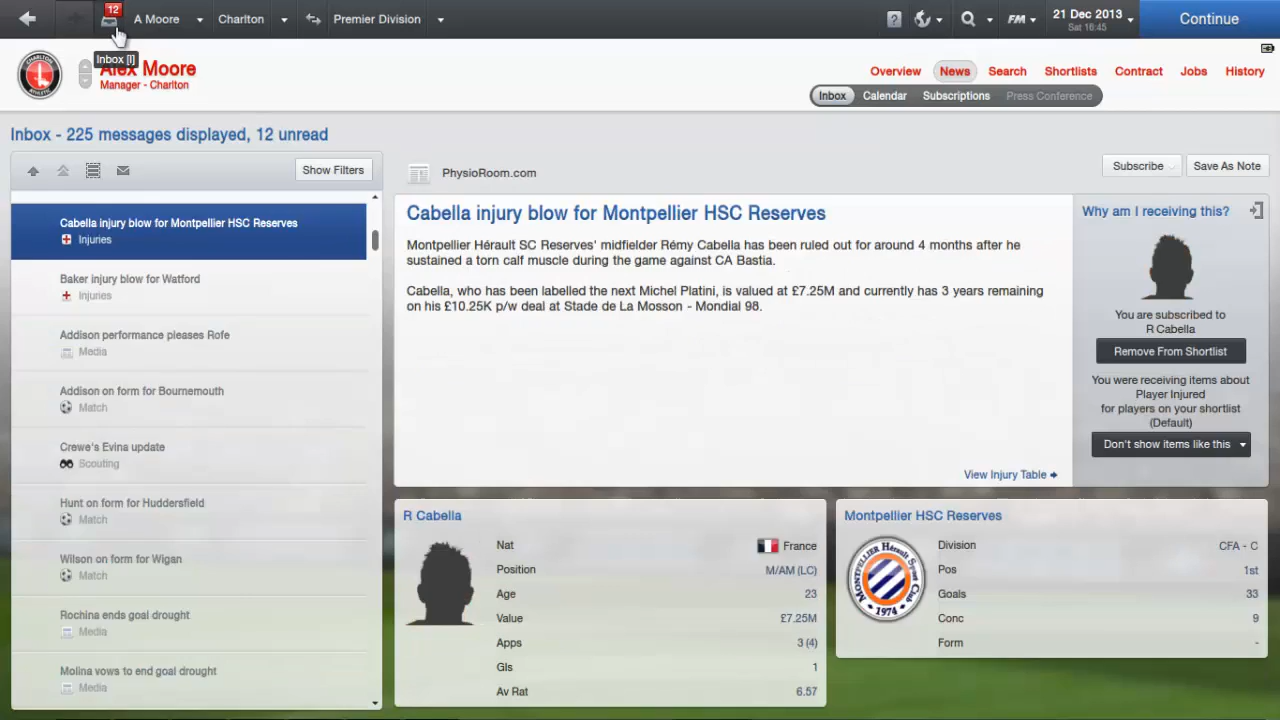 12
A Moore
Charlton
Premier Division
?
FM
21 Dec 2013
Sat 16:45
Continue
Inbox [I]
Alex Moore
Manager - Charlton
Overview
News
Search
Shortlists
Contract
Jobs
History
Inbox
Calendar
Subscriptions
Press Conference
Inbox - 225 messages displayed, 12 unread
Show Filters
Cabella injury blow for Montpellier HSC Reserves
Injuries
Baker injury blow for Watford
Injuries
Addison performance pleases Rofe
Media
Addison on form for Bournemouth
Match
Crewe's Evina update
Scouting
Hunt on form for Huddersfield
Match
Wilson on form for Wigan
Match
Rochina ends goal drought
Media
Molina vows to end goal drought
Media
PhysioRoom.com
Subscribe
Save As Note
Cabella injury blow for Montpellier HSC Reserves
Montpellier Hérault SC Reserves' midfielder Rémy Cabella has been ruled out for around 4 months after he
sustained a torn calf muscle during the game against CA Bastia.
Cabella, who has been labelled the next Michel Platini, is valued at £7.25M and currently has 3 years remaining
on his £10.25K p/w deal at Stade de La Mosson - Mondial 98.
View Injury Table
Why am I receiving this?
You are subscribed to
R Cabella
Remove From Shortlist
You were receiving items about
Player Injured
for players on your shortlist
(Default)
Don't show items like this
R Cabella
Nat France
Position M/AM (LC)
Age 23
Value £7.25M
Apps 3 (4)
Gls 1
Av Rat 6.57
Montpellier HSC Reserves
Division CFA - C
Pos 1st
Goals 33
Conc 9
Form -
1974